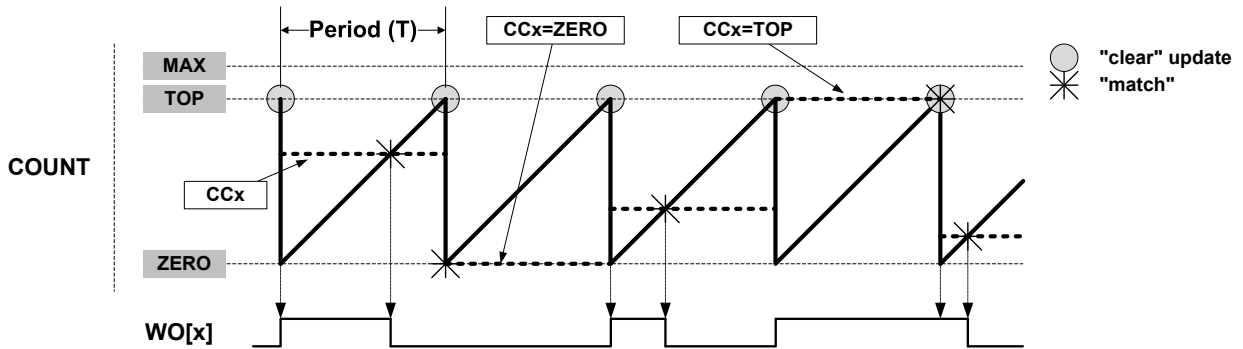 Period (T)
CCx=ZERO
CCx=TOP
"clear" update
"match"
MAX
TOP
COUNT
CCx
ZERO
WO[x]